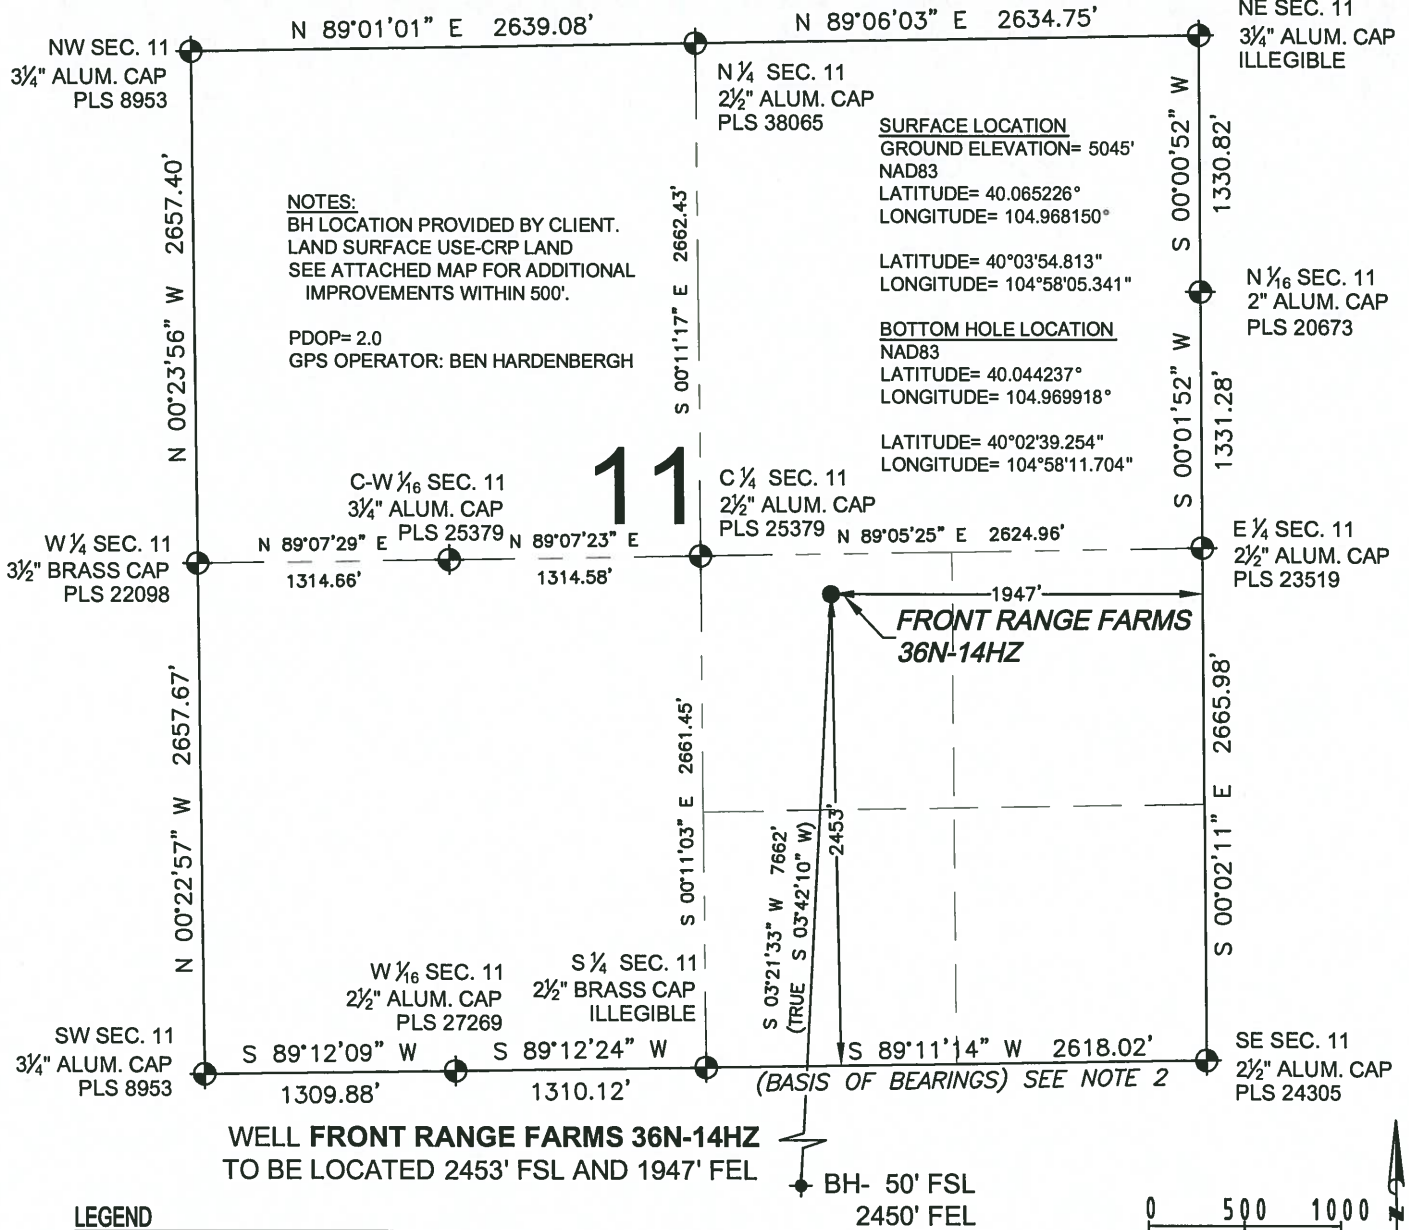 N 89°01'01" E 2639.08'
N 89°06'03" E 2634.75'
NW SEC. 11
3¼" ALUM. CAP
PLS 8953
N ¼ SEC. 11
2½" ALUM. CAP
PLS 38065
NE SEC. 11
3¼" ALUM. CAP
ILLEGIBLE
N 00°23'56" W 2657.40'
NOTES:
BH LOCATION PROVIDED BY CLIENT.
LAND SURFACE USE-CRP LAND
SEE ATTACHED MAP FOR ADDITIONAL
IMPROVEMENTS WITHIN 500'.
PDOP= 2.0
GPS OPERATOR: BEN HARDENBERGH
S 00°11'17" E 2662.43'
SURFACE LOCATION
GROUND ELEVATION= 5045'
NAD83
LATITUDE= 40.065226°
LONGITUDE= 104.968150°
LATITUDE= 40°03'54.813"
LONGITUDE= 104°58'05.341"
BOTTOM HOLE LOCATION
NAD83
LATITUDE= 40.044237°
LONGITUDE= 104.969918°
LATITUDE= 40°02'39.254"
LONGITUDE= 104°58'11.704"
S 00°00'52" W
1330.82'
N 1⁄16 SEC. 11
2" ALUM. CAP
PLS 20673
S 00°01'52" W
1331.28'
11
C-W 1⁄16 SEC. 11
3¼" ALUM. CAP
PLS 25379
C ¼ SEC. 11
2½" ALUM. CAP
PLS 25379
W ¼ SEC. 11
3½" BRASS CAP
PLS 22098
N 89°07'29" E
1314.66'
N 89°07'23" E
1314.58'
N 89°05'25" E 2624.96'
E ¼ SEC. 11
2½" ALUM. CAP
PLS 23519
1947'
FRONT RANGE FARMS
36N-14HZ
N 00°22'57" W 2657.67'
S 00°11'03" E 2661.45'
S 03°21'33" W 7662'
(TRUE S 03°42'10" W)
2453'
S 00°02'11" E 2665.98'
W 1⁄16 SEC. 11
2½" ALUM. CAP
PLS 27269
S ¼ SEC. 11
2½" BRASS CAP
ILLEGIBLE
SW SEC. 11
3¼" ALUM. CAP
PLS 8953
S 89°12'09" W
1309.88'
S 89°12'24" W
1310.12'
S 89°11'14" W 2618.02'
(BASIS OF BEARINGS) SEE NOTE 2
SE SEC. 11
2½" ALUM. CAP
PLS 24305
WELL FRONT RANGE FARMS 36N-14HZ
TO BE LOCATED 2453' FSL AND 1947' FEL
BH- 50' FSL
2450' FEL
LEGEND
0 500 1000
N